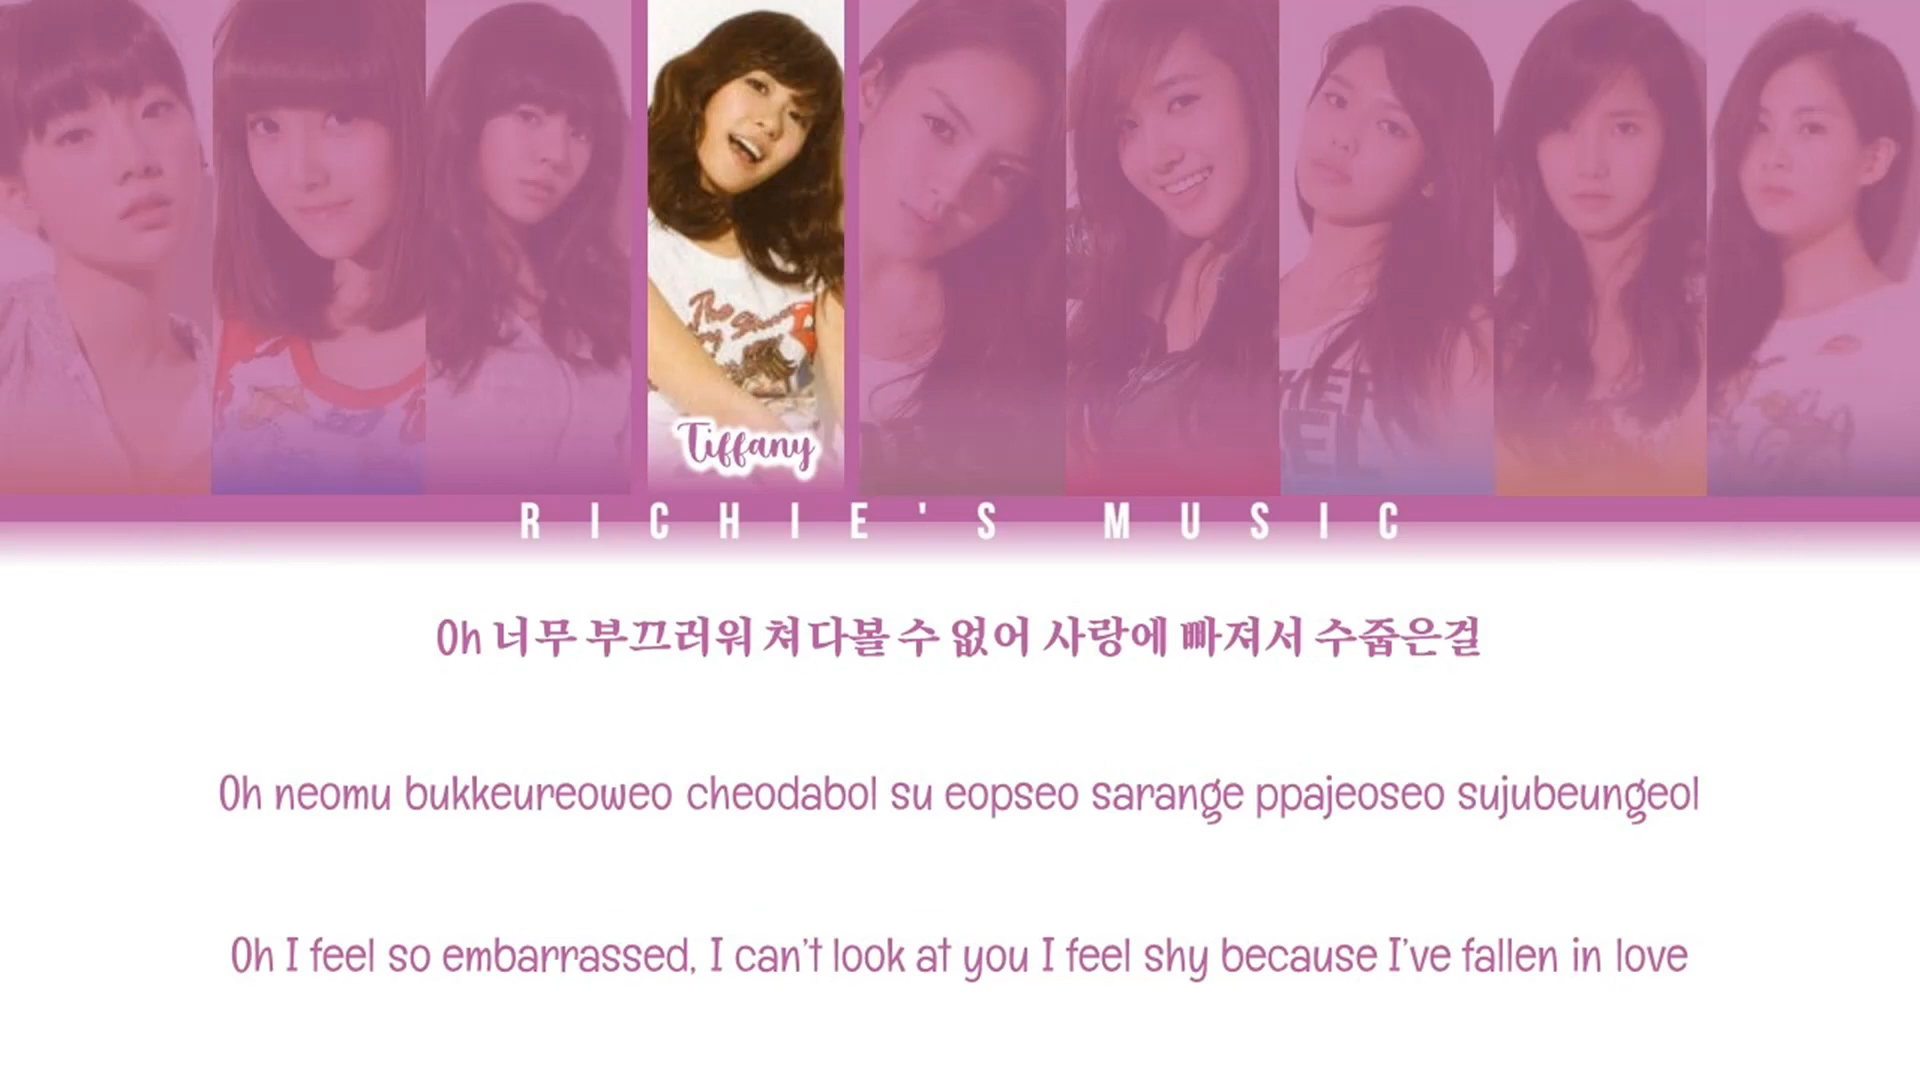 Tiffany
RICHIE'S MUSIC
Oh 너무 부끄러워 쳐다볼 수 없어 사랑에 빠져서 수줍은걸
Oh neomu bukkeureoweo cheodabol su eopseo sarange ppajeoseo sujubeungeol
Oh I feel so embarrassed, I can't look at you I feel shy because I've fallen in love